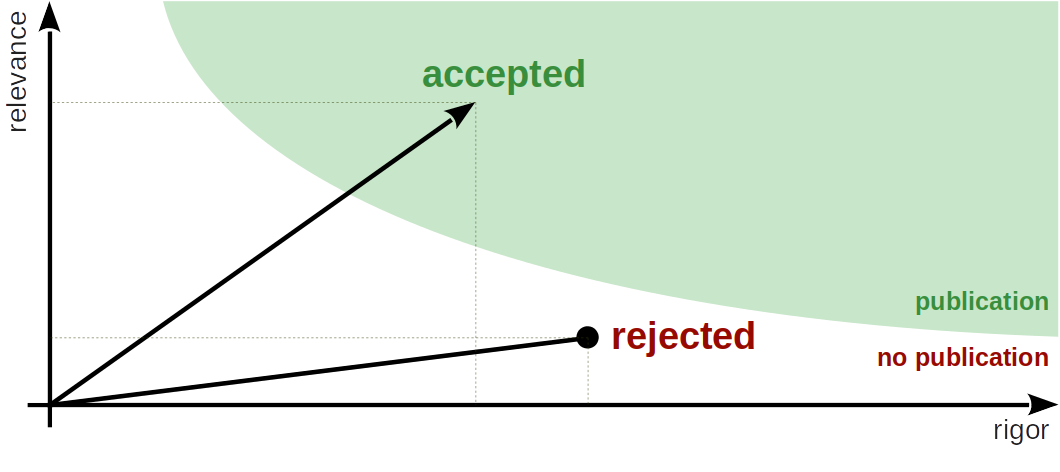 relevance
accepted
publication
rejected
no publication
rigor